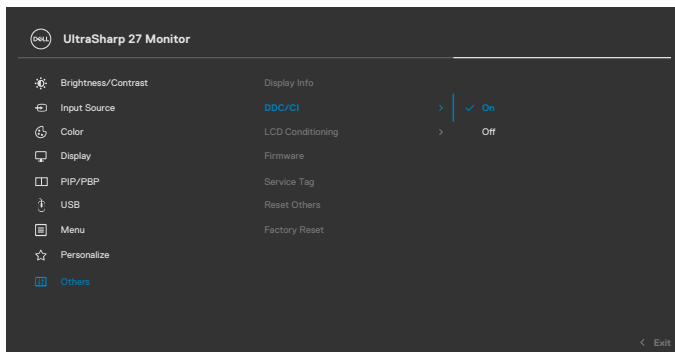 DELL
UltraSharp 27 Monitor
Brightness/Contrast
Display Info
Input Source
DDC/CI
On
Color
LCD Conditioning
Off
Display
Firmware
PIP/PBP
Service Tag
USB
Reset Others
Menu
Factory Reset
Personalize
Others
Exit